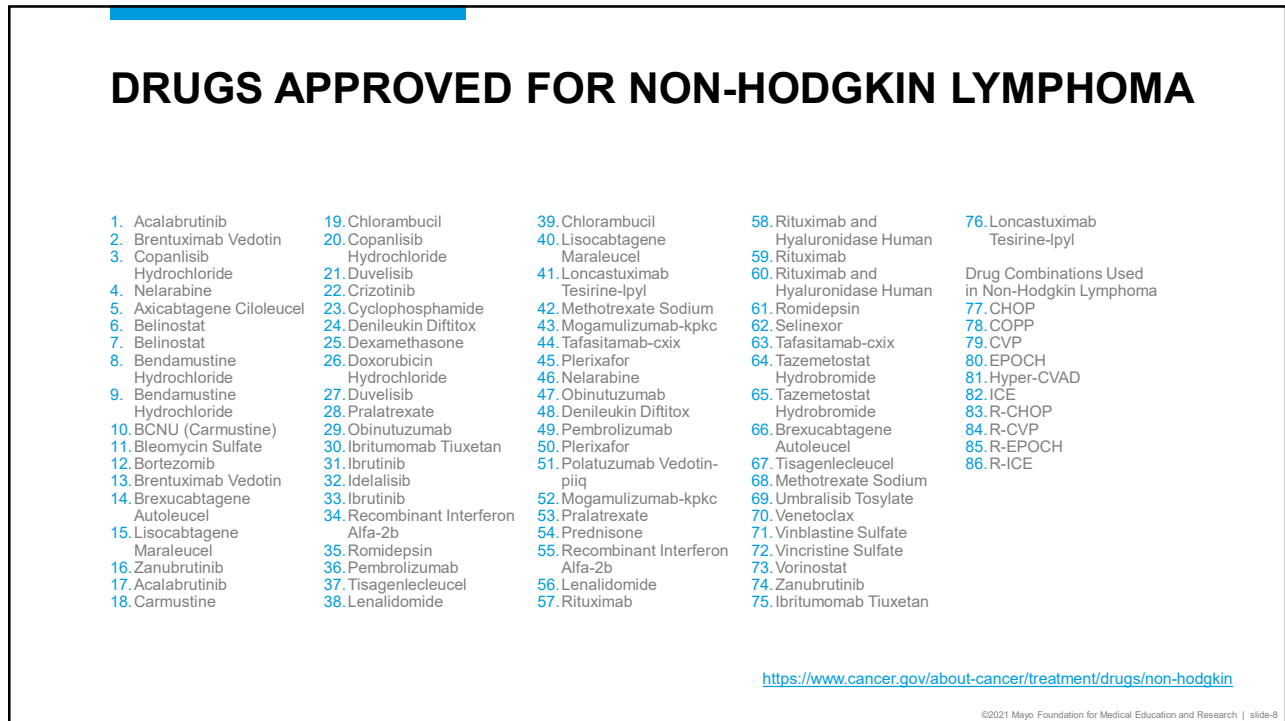 DRUGS APPROVED FOR NON-HODGKIN LYMPHOMA
1. Acalabrutinib
2. Brentuximab Vedotin
3. Copanlisib
Hydrochloride
4. Nelarabine
5. Axicabtagene Ciloleucel
6. Belinostat
7. Belinostat
8. Bendamustine
Hydrochloride
9. Bendamustine
Hydrochloride
10. BCNU (Carmustine)
11. Bleomycin Sulfate
12. Bortezomib
13. Brentuximab Vedotin
14. Brexucabtagene
Autoleucel
15. Lisocabtagene
Maraleucel
16. Zanubrutinib
17. Acalabrutinib
18. Carmustine
19. Chlorambucil
20. Copanlisib
Hydrochloride
21. Duvelisib
22. Crizotinib
23. Cyclophosphamide
24. Denileukin Diftitox
25. Dexamethasone
26. Doxorubicin
Hydrochloride
27. Duvelisib
28. Pralatrexate
29. Obinutuzumab
30. Ibritumomab Tiuxetan
31. Ibrutinib
32. Idelalisib
33. Ibrutinib
34. Recombinant Interferon
Alfa-2b
35. Romidepsin
36. Pembrolizumab
37. Tisagenlecleucel
38. Lenalidomide
39. Chlorambucil
40. Lisocabtagene
Maraleucel
41. Loncastuximab
Tesirine-lpyl
42. Methotrexate Sodium
43. Mogamulizumab-kpkc
44. Tafasitamab-cxix
45. Plerixafor
46. Nelarabine
47. Obinutuzumab
48. Denileukin Diftitox
49. Pembrolizumab
50. Plerixafor
51. Polatuzumab Vedotin-
piiq
52. Mogamulizumab-kpkc
53. Pralatrexate
54. Prednisone
55. Recombinant Interferon
Alfa-2b
56. Lenalidomide
57. Rituximab
58. Rituximab and
Hyaluronidase Human
59. Rituximab
60. Rituximab and
Hyaluronidase Human
61. Romidepsin
62. Selinexor
63. Tafasitamab-cxix
64. Tazemetostat
Hydrobromide
65. Tazemetostat
Hydrobromide
66. Brexucabtagene
Autoleucel
67. Tisagenlecleucel
68. Methotrexate Sodium
69. Umbralisib Tosylate
70. Venetoclax
71. Vinblastine Sulfate
72. Vincristine Sulfate
73. Vorinostat
74. Zanubrutinib
75. Ibritumomab Tiuxetan
76. Loncastuximab
Tesirine-lpyl
Drug Combinations Used
in Non-Hodgkin Lymphoma
77. CHOP
78. COPP
79. CVP
80. EPOCH
81. Hyper-CVAD
82. ICE
83. R-CHOP
84. R-CVP
85. R-EPOCH
86. R-ICE
https://www.cancer.gov/about-cancer/treatment/drugs/non-hodgkin
©2021 Mayo Foundation for Medical Education and Research | slide-8